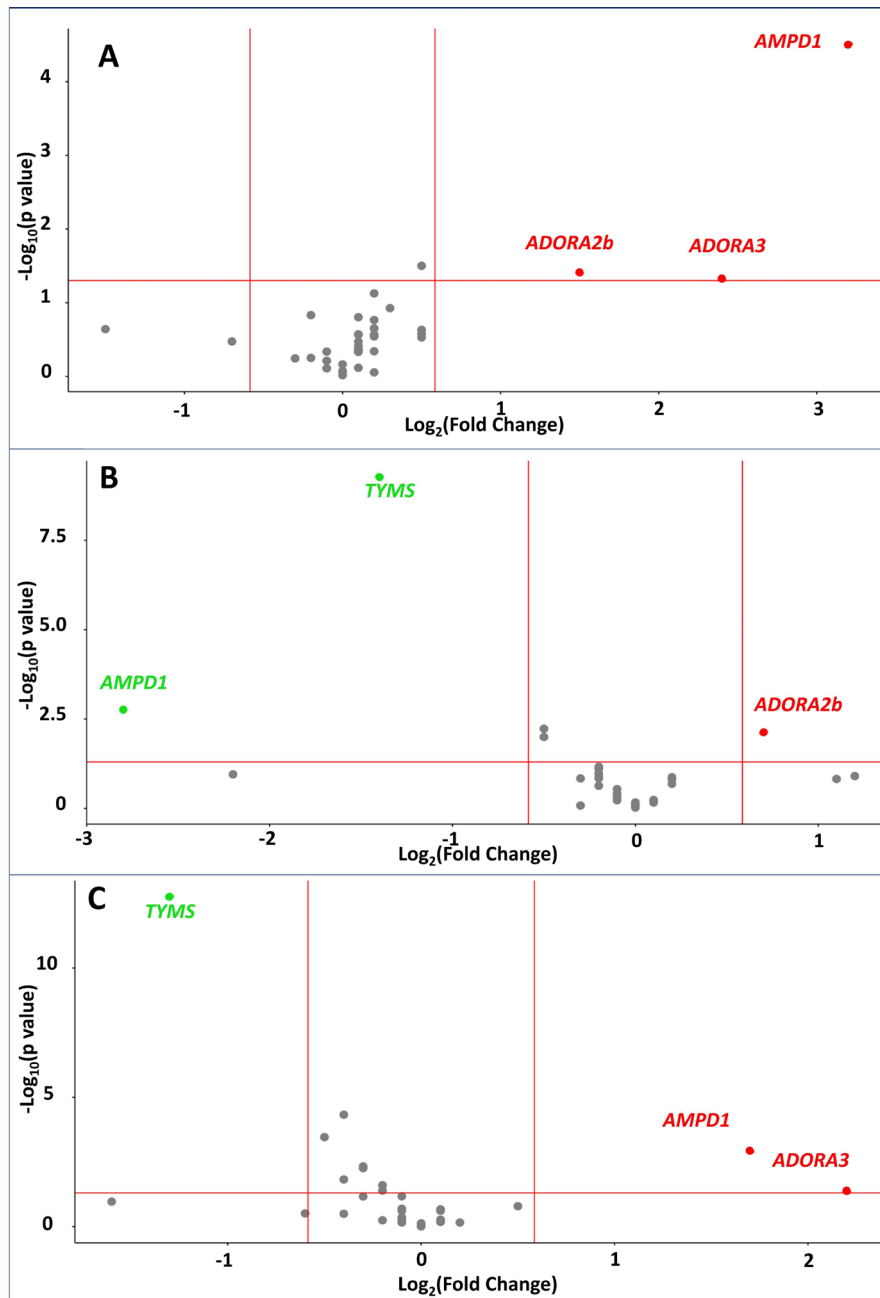 A
AMPD1
ADORA2b
ADORA3
-Log10(p value)
4
3
2
1
0
-1
0
1
2
3
Log2(Fold Change)
B
TYMS
AMPD1
ADORA2b
-Log10(p value)
7.5
5.0
2.5
0
-3
-2
-1
0
1
Log2(Fold Change)
C
TYMS
AMPD1
ADORA3
-Log10(p value)
10
5
0
-1
0
1
2
Log2(Fold Change)